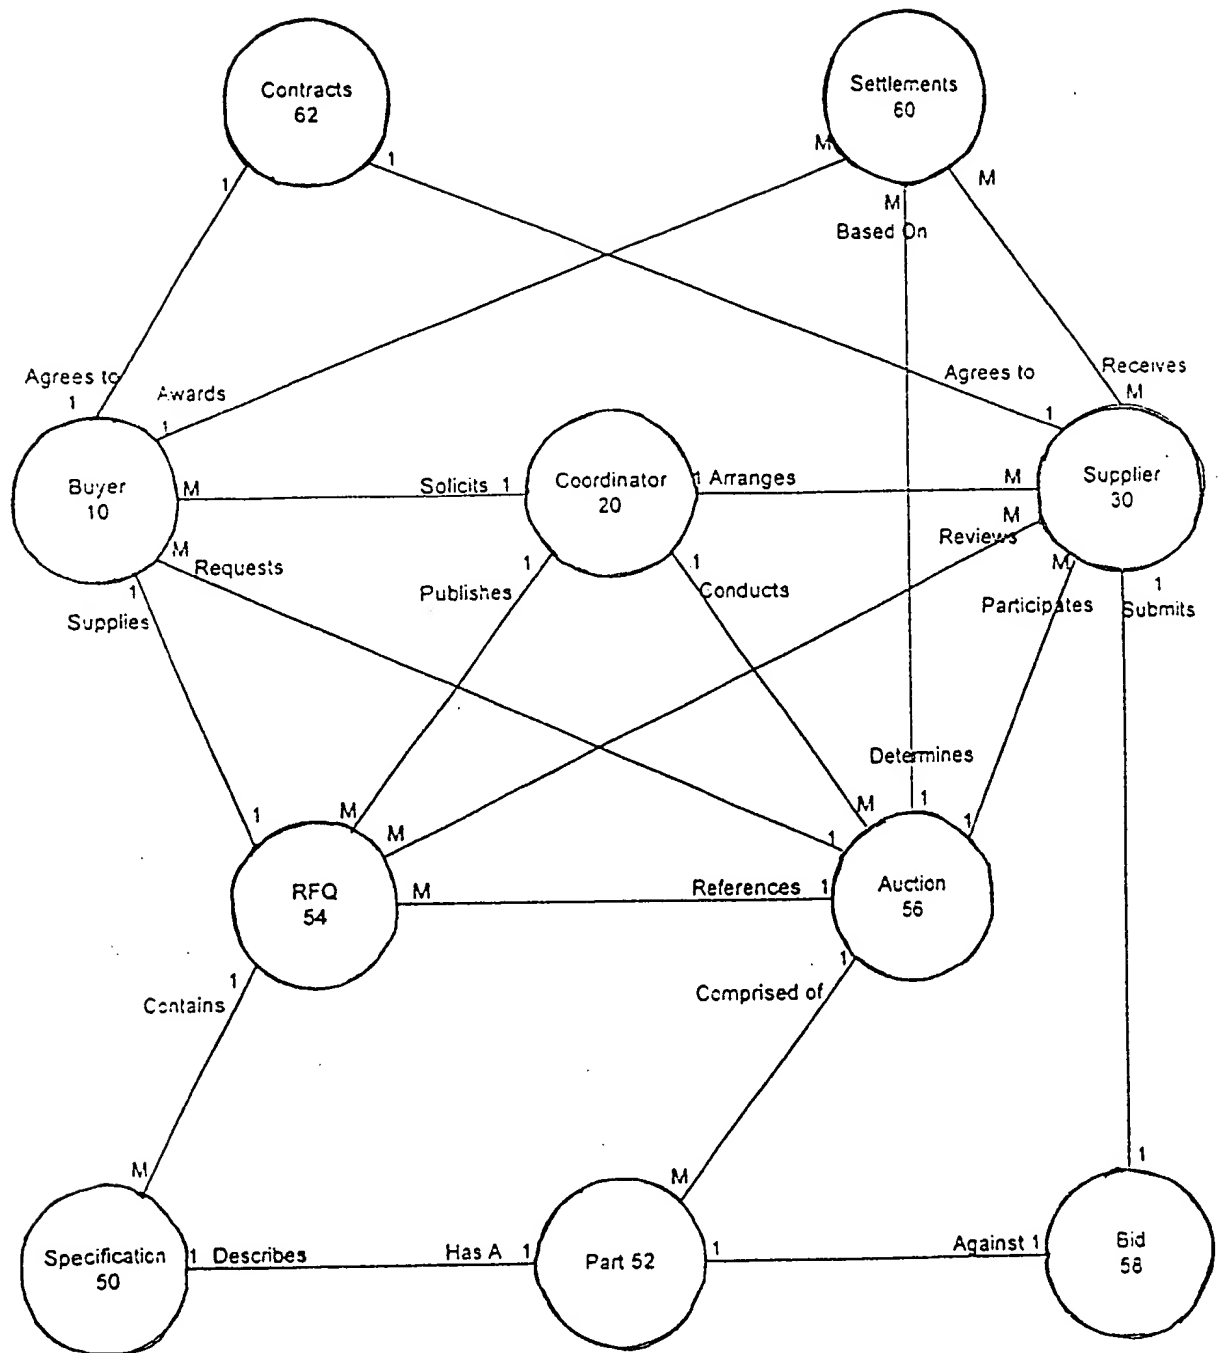 Contracts
62
Settlements
60
1
1
M
M
M
Based On
Agrees to
1
Awards
1
Agrees to
1
Receives
M
Buyer
10
M
Solicits 1
Coordinator
20
1 Arranges
M
Supplier
30
M
Requests
1
Supplies
Publishes
1
1
Conducts
M
Reviews
M
Participates
1
Submits
Determines
1
M
M
M
1
1
1
RFQ
54
M
References 1
Auction
56
1
Contains
Comprised of
1
M
M
1
Specification
50
1 Describes
Has A 1
Part 52
1
Against 1
Bid
58